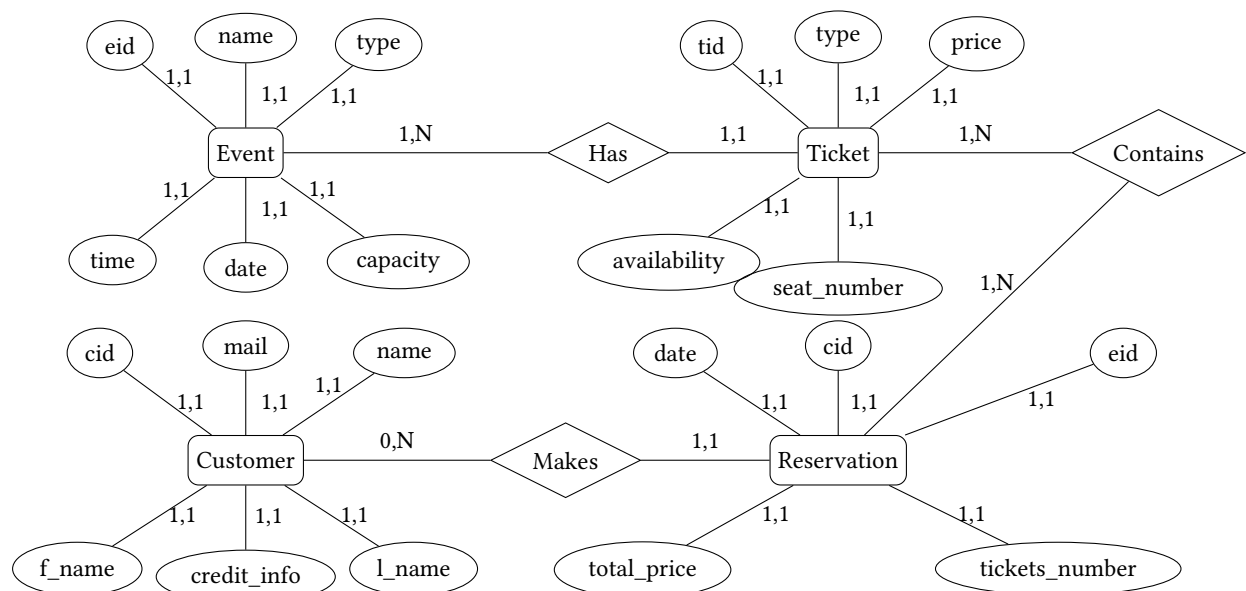 eid
name
type
tid
type
price
1,1
1,1
1,1
1,1
1,1
1,1
Event
1,N
Has
1,1
Ticket
1,N
Contains
1,1
1,1
1,1
1,1
1,1
time
date
capacity
availability
seat_number
1,N
cid
mail
name
date
cid
eid
1,1
1,1
1,1
1,1
1,1
1,1
Customer
0,N
Makes
1,1
Reservation
1,1
1,1
1,1
1,1
1,1
f_name
credit_info
l_name
total_price
tickets_number